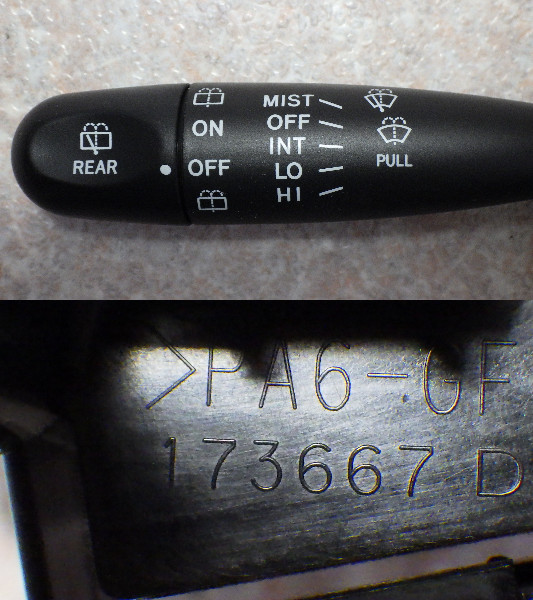 REAR
ON
OFF
MIST
OFF
INT
LO
HI
PULL
>PA6-GF
173667 D